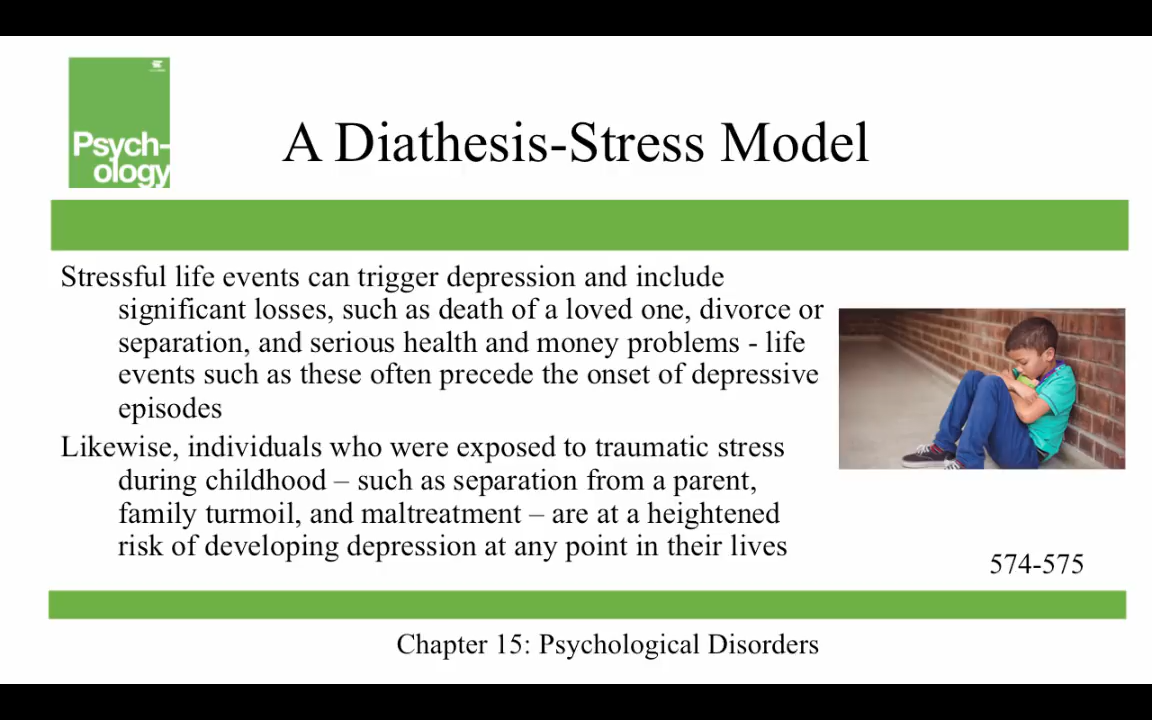 Psych-
ology
A Diathesis-Stress Model
Stressful life events can trigger depression and include
significant losses, such as death of a loved one, divorce or
separation, and serious health and money problems - life
events such as these often precede the onset of depressive
episodes
Likewise, individuals who were exposed to traumatic stress
during childhood – such as separation from a parent,
family turmoil, and maltreatment – are at a heightened
risk of developing depression at any point in their lives
574-575
Chapter 15: Psychological Disorders